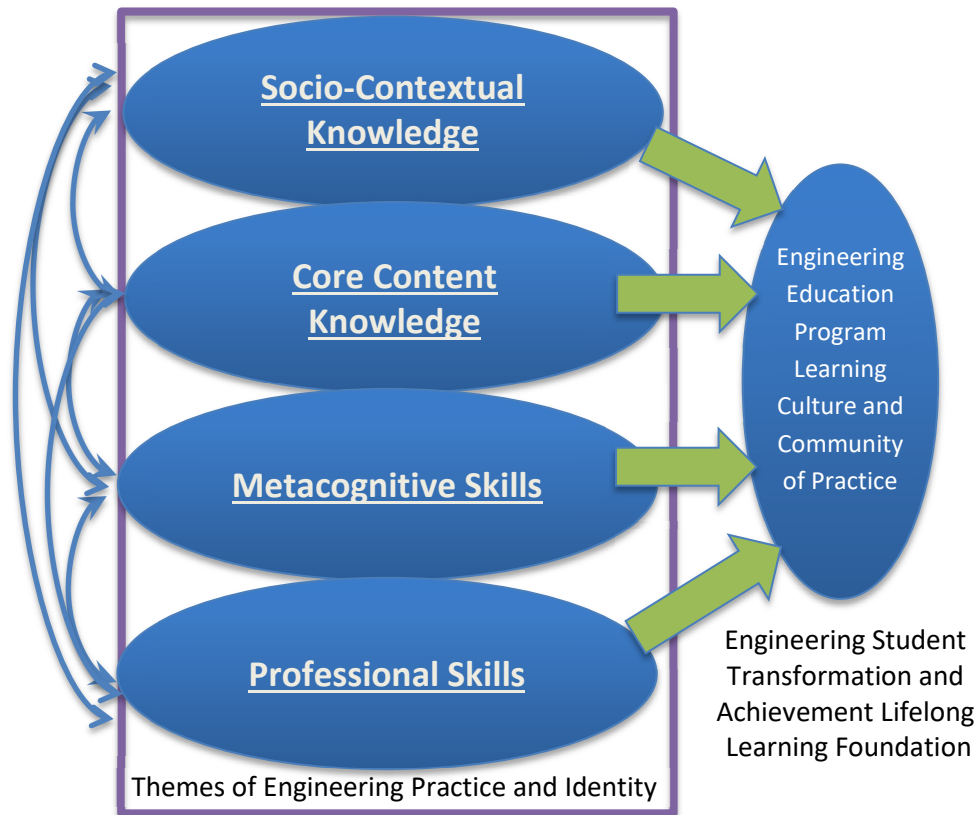 Socio-Contextual
Knowledge
Core Content
Knowledge
Metacognitive Skills
Professional Skills
Themes of Engineering Practice and Identity
Engineering
Education
Program
Learning
Culture and
Community
of Practice
Engineering Student
Transformation and
Achievement Lifelong
Learning Foundation